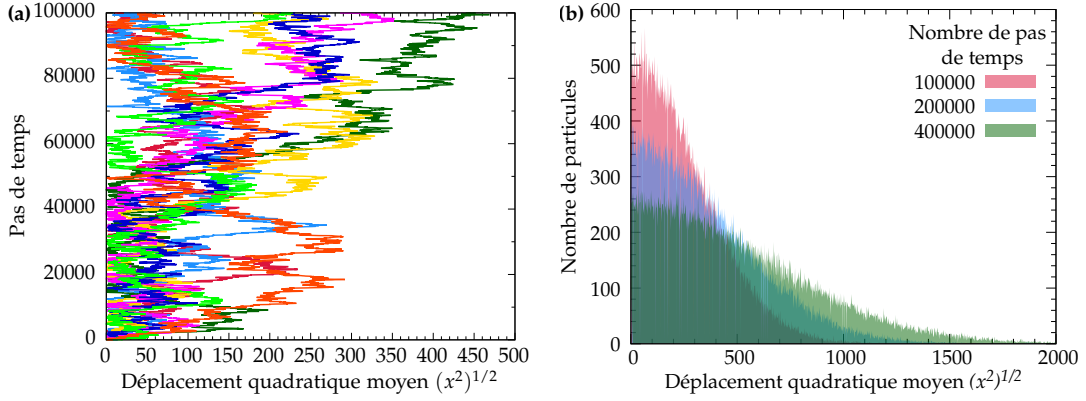 (a)
100000
80000
60000
40000
20000
0
Pas de temps
0 50 100 150 200 250 300 350 400 450 500
Déplacement quadratique moyen (x²)^{1/2}
(b)
600
500
400
300
200
100
0
Nombre de particules
Nombre de pas
de temps
100000
200000
400000
0 500 1000 1500 2000
Déplacement quadratique moyen (x²)^{1/2}